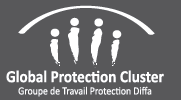 Global Protection Cluster
Groupe de Travail Protection Diffa